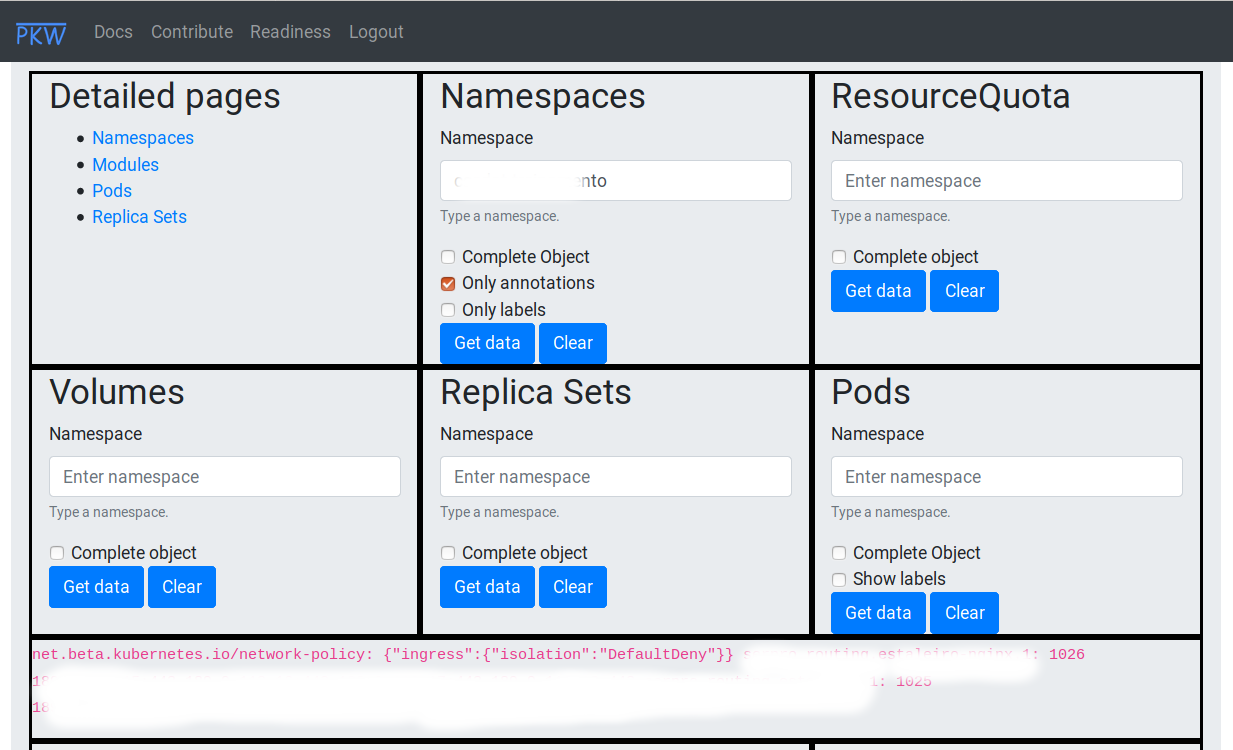 PKW Docs Contribute Readiness Logout
Detailed pages
Namespaces
Modules
Pods
Replica Sets
Namespaces
Namespace
nto
Type a namespace.
Complete Object
Only annotations
Only labels
Get data Clear
ResourceQuota
Namespace
Enter namespace
Type a namespace.
Complete object
Get data Clear
Volumes
Namespace
Enter namespace
Type a namespace.
Complete object
Get data Clear
Replica Sets
Namespace
Enter namespace
Type a namespace.
Complete object
Get data Clear
Pods
Namespace
Enter namespace
Type a namespace.
Complete Object
Show labels
Get data Clear
net.beta.kubernetes.io/network-policy: {"ingress":{"isolation":"DefaultDeny"}} 1: 1026
18 1: 1025
18